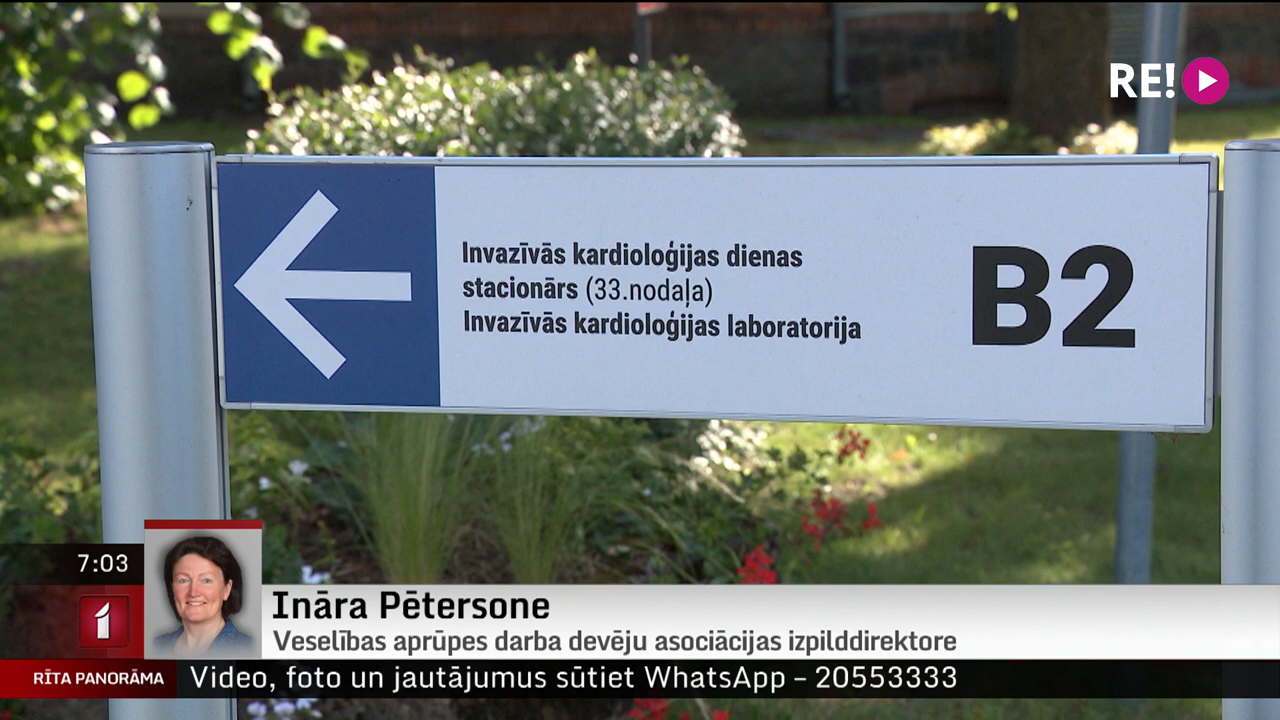 RE!
Invazīvās kardioloģijas dienas
stacionārs (33.nodaļa)
Invazīvās kardioloģijas laboratorija
B2
7:03
1
Ināra Pētersone
Veselības aprūpes darba devēju asociācijas izpilddirektore
RĪTA PANORĀMA
Video, foto un jautājumus sūtiet WhatsApp – 20553333